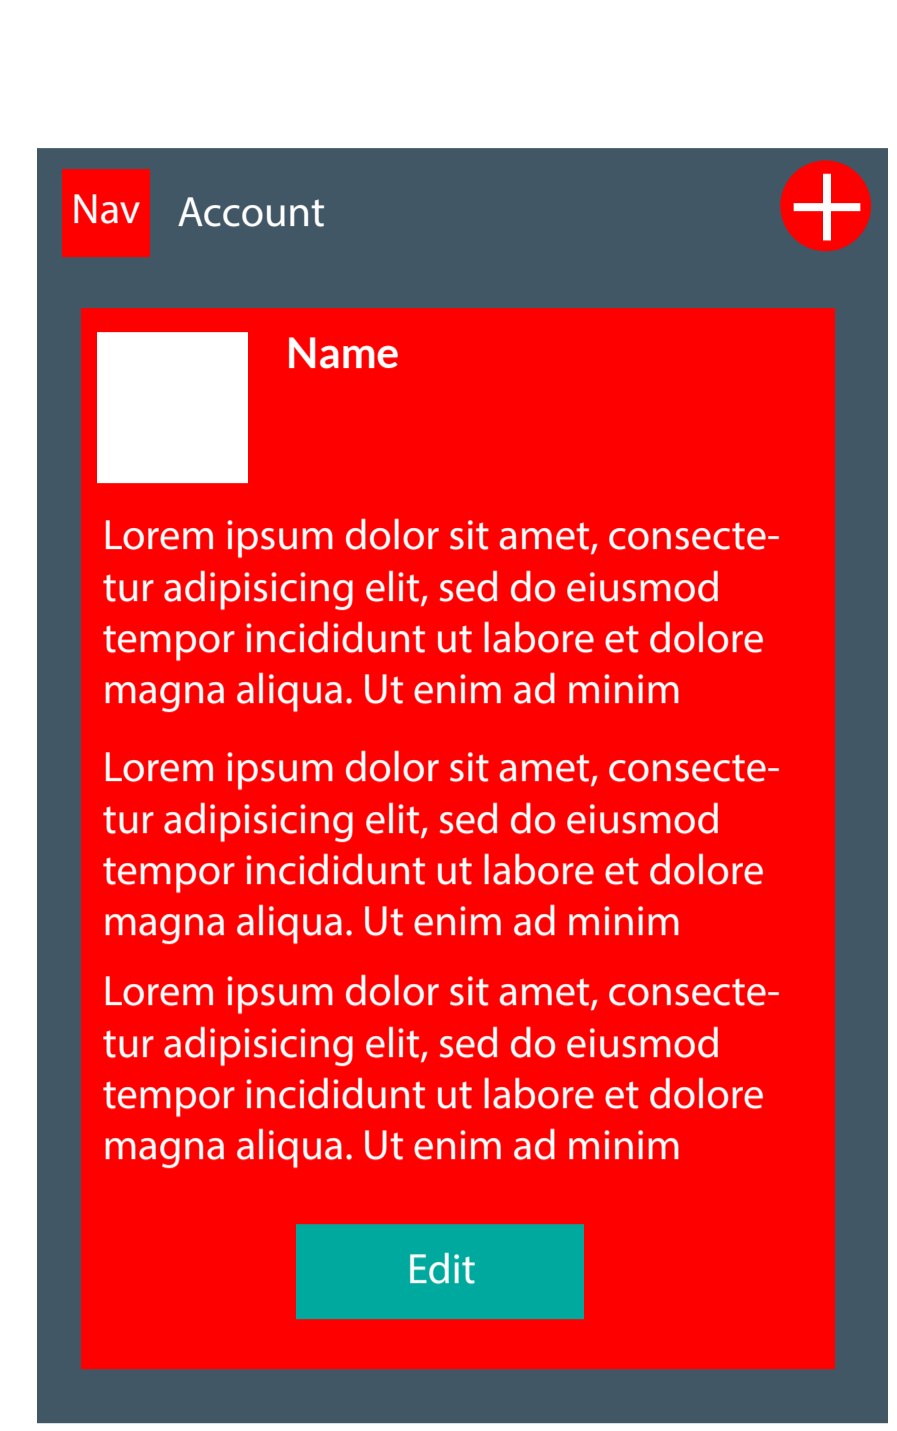 Nav
Account
Name
Lorem ipsum dolor sit amet, consecte-
tur adipisicing elit, sed do eiusmod
tempor incididunt ut labore et dolore
magna aliqua. Ut enim ad minim
Lorem ipsum dolor sit amet, consecte-
tur adipisicing elit, sed do eiusmod
tempor incididunt ut labore et dolore
magna aliqua. Ut enim ad minim
Lorem ipsum dolor sit amet, consecte-
tur adipisicing elit, sed do eiusmod
tempor incididunt ut labore et dolore
magna aliqua. Ut enim ad minim
Edit